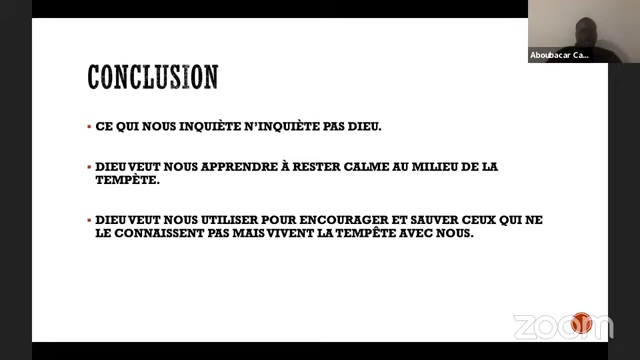 Aboubacar Ca...
CONCLUSION
▪ CE QUI NOUS INQUIÈTE N'INQUIÈTE PAS DIEU.
▪ DIEU VEUT NOUS APPRENDRE À RESTER CALME AU MILIEU DE LA
TEMPÈTE.
▪ DIEU VEUT NOUS UTILISER POUR ENCOURAGER ET SAUVER CEUX QUI NE
LE CONNAISSENT PAS MAIS VIVENT LA TEMPÊTE AVEC NOUS.
zoom